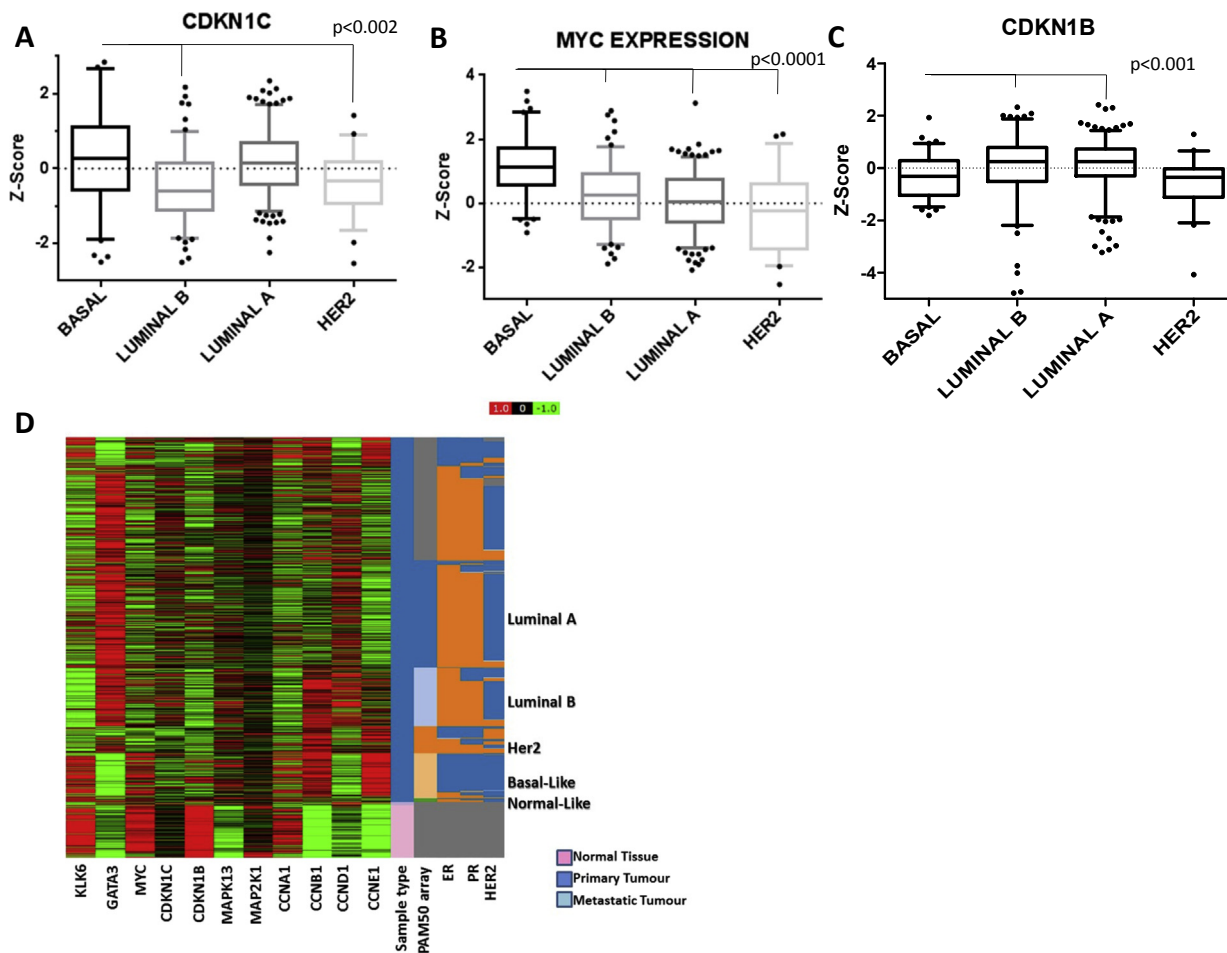 A
CDKN1C
p<0.002
Z-Score
2
0
-2
BASAL
LUMINAL B
LUMINAL A
HER2
B
MYC EXPRESSION
p<0.0001
Z-Score
4
2
0
-2
BASAL
LUMINAL B
LUMINAL A
HER2
C
CDKN1B
p<0.001
Z-Score
4
2
0
-2
-4
BASAL
LUMINAL B
LUMINAL A
HER2
D
1.0 0 -1.0
Luminal A
Luminal B
Her2
Basal-Like
Normal-Like
KLK6
GATA3
MYC
CDKN1C
CDKN1B
MAPK13
MAP2K1
CCNA1
CCNB1
CCND1
CCNE1
Sample type
PAM50 array
ER
PR
HER2
Normal Tissue
Primary Tumour
Metastatic Tumour